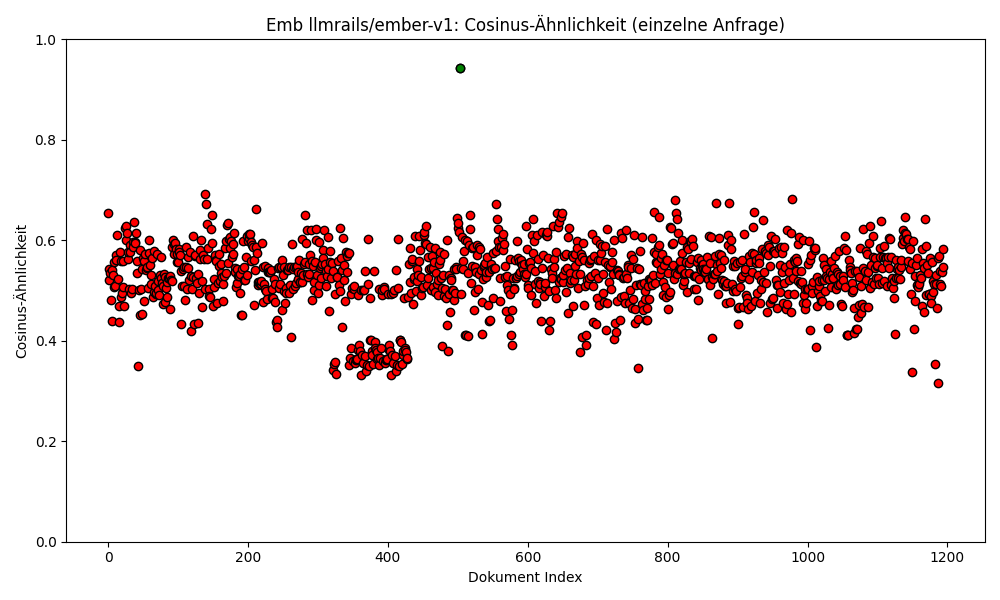 Emb llmrails/ember-v1: Cosinus-Ähnlichkeit (einzelne Anfrage)
1.0
0.8
0.6
0.4
0.2
0.0
Cosinus-Ähnlichkeit
0 200 400 600 800 1000 1200
Dokument Index